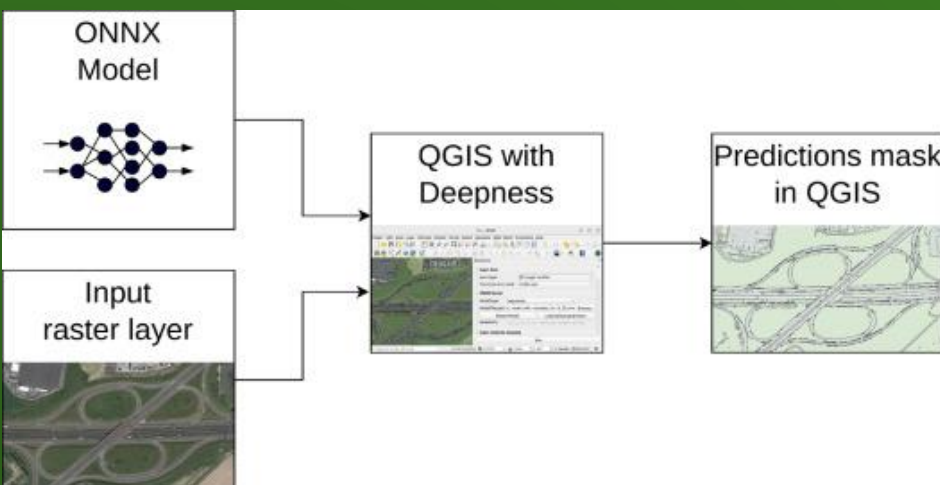 ONNX
Model
QGIS with
Deepness
Predictions mask
in QGIS
Input
raster layer